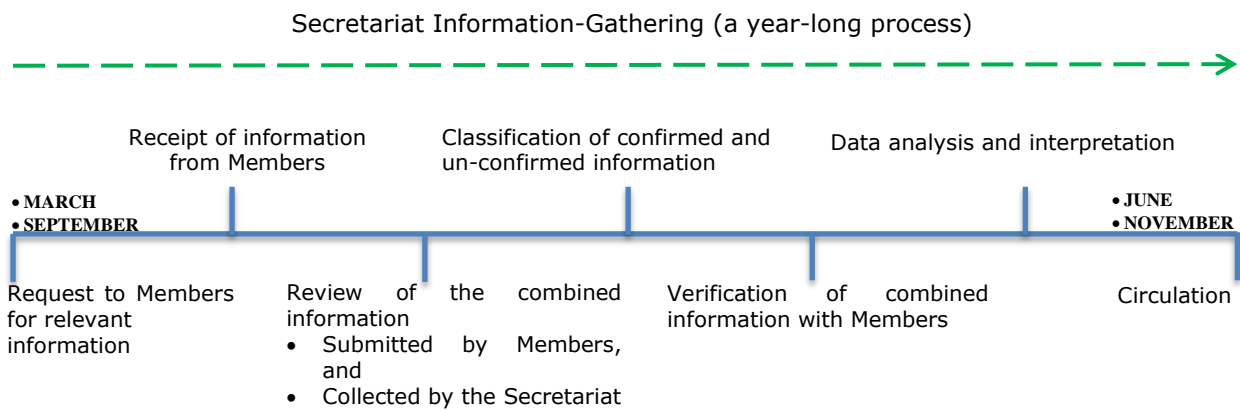 Secretariat Information-Gathering (a year-long process)
Receipt of information
from Members
Classification of confirmed and
un-confirmed information
Data analysis and interpretation
• MARCH
• SEPTEMBER
• JUNE
• NOVEMBER
Request to Members
for relevant
information
Review of the combined
information
• Submitted by Members,
and
• Collected by the Secretariat
Verification of combined
information with Members
Circulation